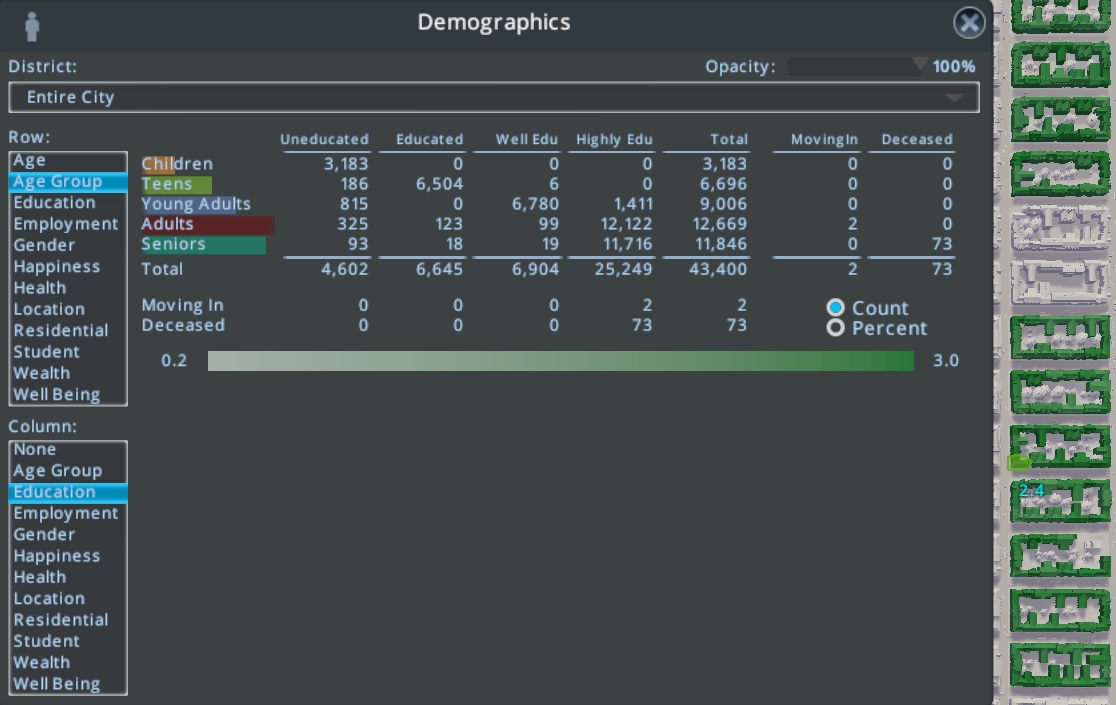 Demographics
District:
Opacity: 100%
Entire City
Row:
Age
Age Group
Education
Employment
Gender
Happiness
Health
Location
Residential
Student
Wealth
Well Being
Uneducated Educated Well Edu Highly Edu Total MovingIn Deceased
Children 3,183 0 0 0 3,183 0 0
Teens 186 6,504 6 0 6,696 0 0
Young Adults 815 0 6,780 1,411 9,006 0 0
Adults 325 123 99 12,122 12,669 2 0
Seniors 93 18 19 11,716 11,846 0 73
Total 4,602 6,645 6,904 25,249 43,400 2 73
Moving In 0 0 0 2 2
Deceased 0 0 0 73 73
Count
Percent
0.2 3.0
Column:
None
Age Group
Education
Employment
Gender
Happiness
Health
Location
Residential
Student
Wealth
Well Being
2.4